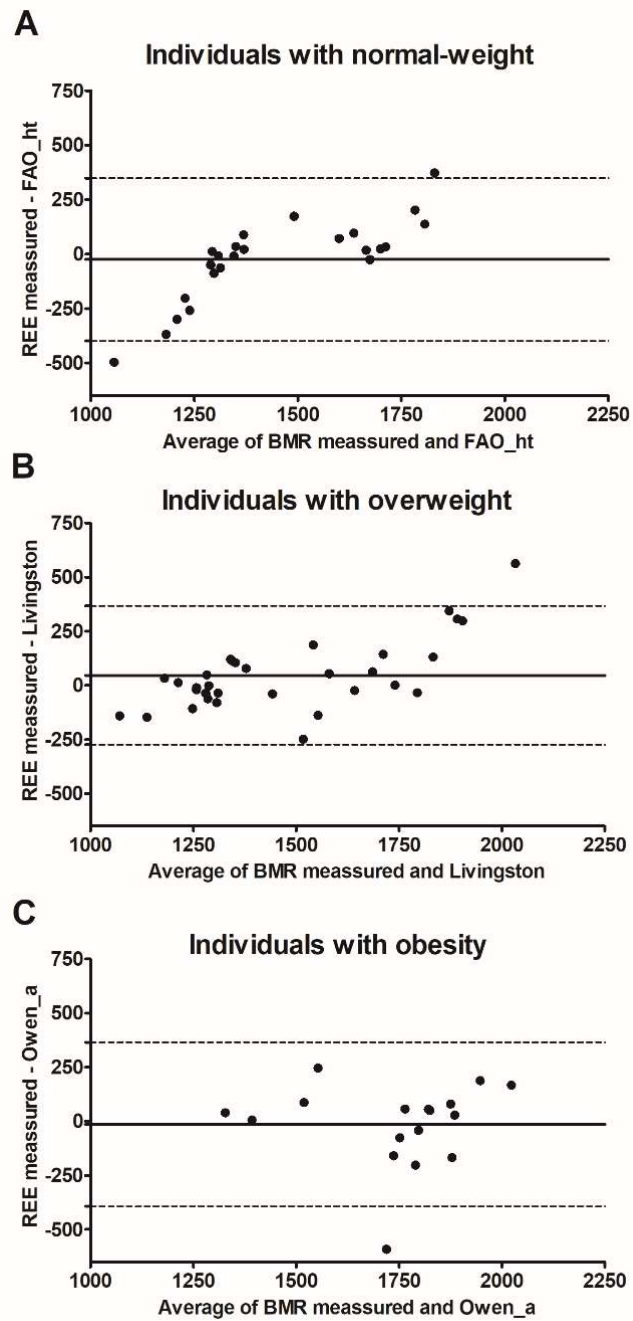 A
Individuals with normal-weight
REE meassured - FAO_ht
750
500
250
0
-250
-500
1000 1250 1500 1750 2000 2250
Average of BMR meassured and FAO_ht
B
Individuals with overweight
REE meassured - Livingston
750
500
250
0
-250
-500
1000 1250 1500 1750 2000 2250
Average of BMR meassured and Livingston
C
Individuals with obesity
REE meassured - Owen_a
750
500
250
0
-250
-500
1000 1250 1500 1750 2000 2250
Average of BMR meassured and Owen_a